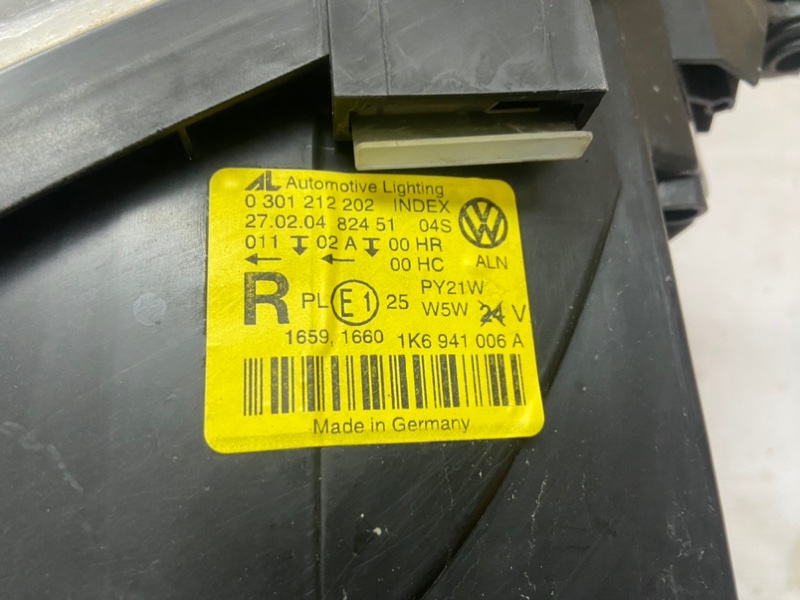 AL Automotive Lighting
0 301 212 202 INDEX
27.02.04 824 51 04S
011 02 A 00 HR
00 HC ALN
R PL E1 25 PY21W
W5W 24 V
1659, 1660 1K6 941 006 A
Made in Germany